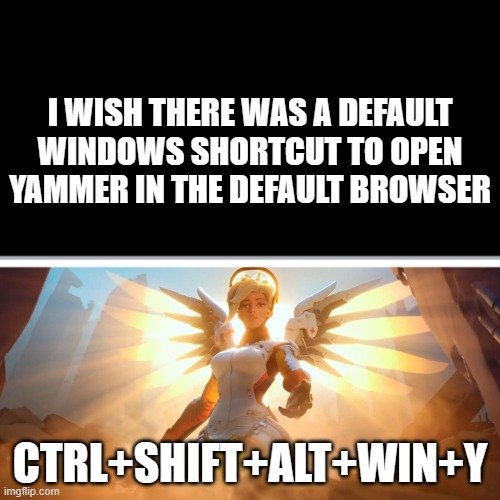 I WISH THERE WAS A DEFAULT
WINDOWS SHORTCUT TO OPEN
YAMMER IN THE DEFAULT BROWSER
CTRL+SHIFT+ALT+WIN+Y
imgflip.com